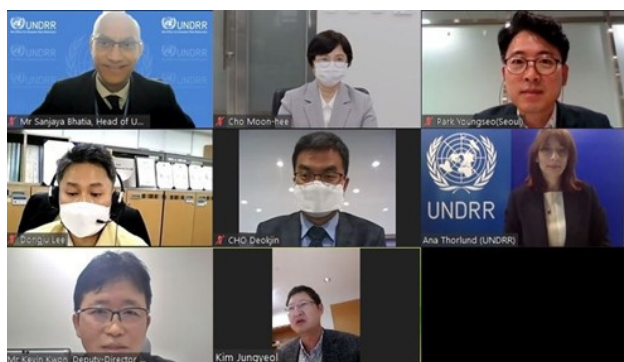 UNDRR
UNDRR
Mr Sanjaya Bhatia, Head of U...
Cho Moon-hee
Park Youngseo(Seoul)
Dongju Lee
CHO Deokjin
UNDRR
Ana Thorlund (UNDRR)
Mr Kevin Kwon, Deputy-Director ...
Kim Jungyeol